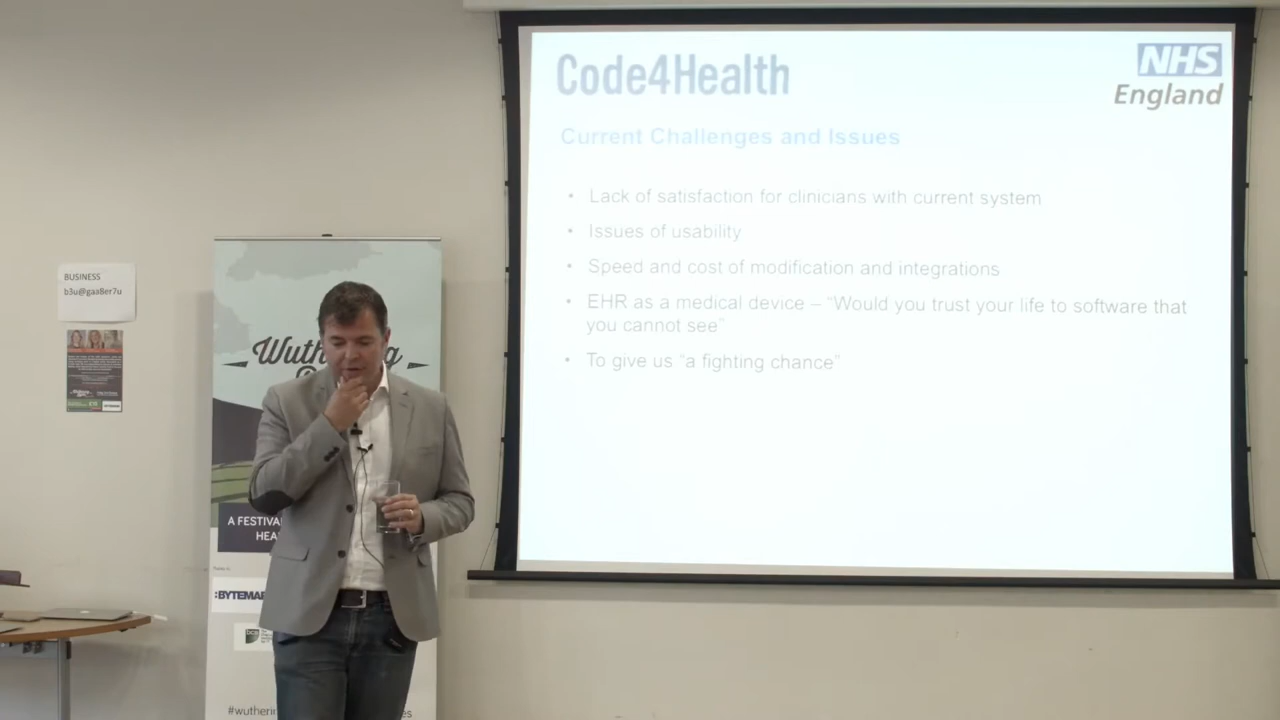 Code4Health
NHS
England
Current Challenges and Issues
• Lack of satisfaction for clinicians with current system
• Issues of usability
• Speed and cost of modification and integrations
• EHR as a medical device – “Would you trust your life to software that
you cannot see”
• To give us “a fighting chance”
BUSINESS
b3u@gaa8er7u
A FESTIVA
HEA
:BYTEMAR
bcs